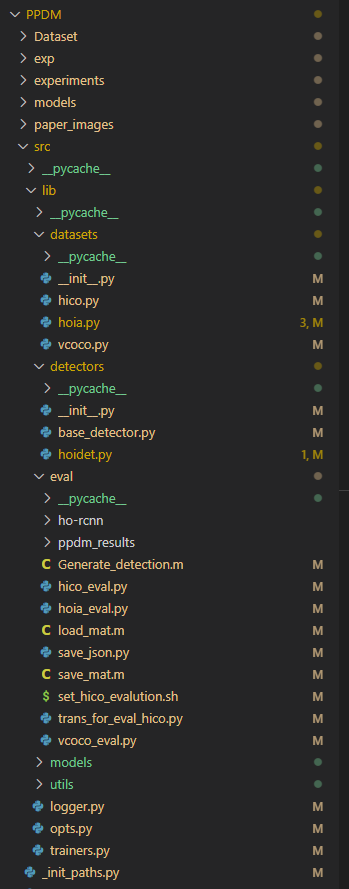 PPDM
Dataset
exp
experiments
models
paper_images
src
__pycache__
lib
__pycache__
datasets
__pycache__
__init__.py M
hico.py M
hoia.py 3, M
vcoco.py M
detectors
__pycache__
__init__.py M
base_detector.py M
hoidet.py 1, M
eval
__pycache__
ho-rcnn
ppdm_results
C Generate_detection.m M
hico_eval.py M
hoia_eval.py M
C load_mat.m M
save_json.py M
C save_mat.m M
$ set_hico_evalution.sh M
trans_for_eval_hico.py M
vcoco_eval.py M
models
utils
logger.py M
opts.py M
trainers.py M
_init_paths.py M